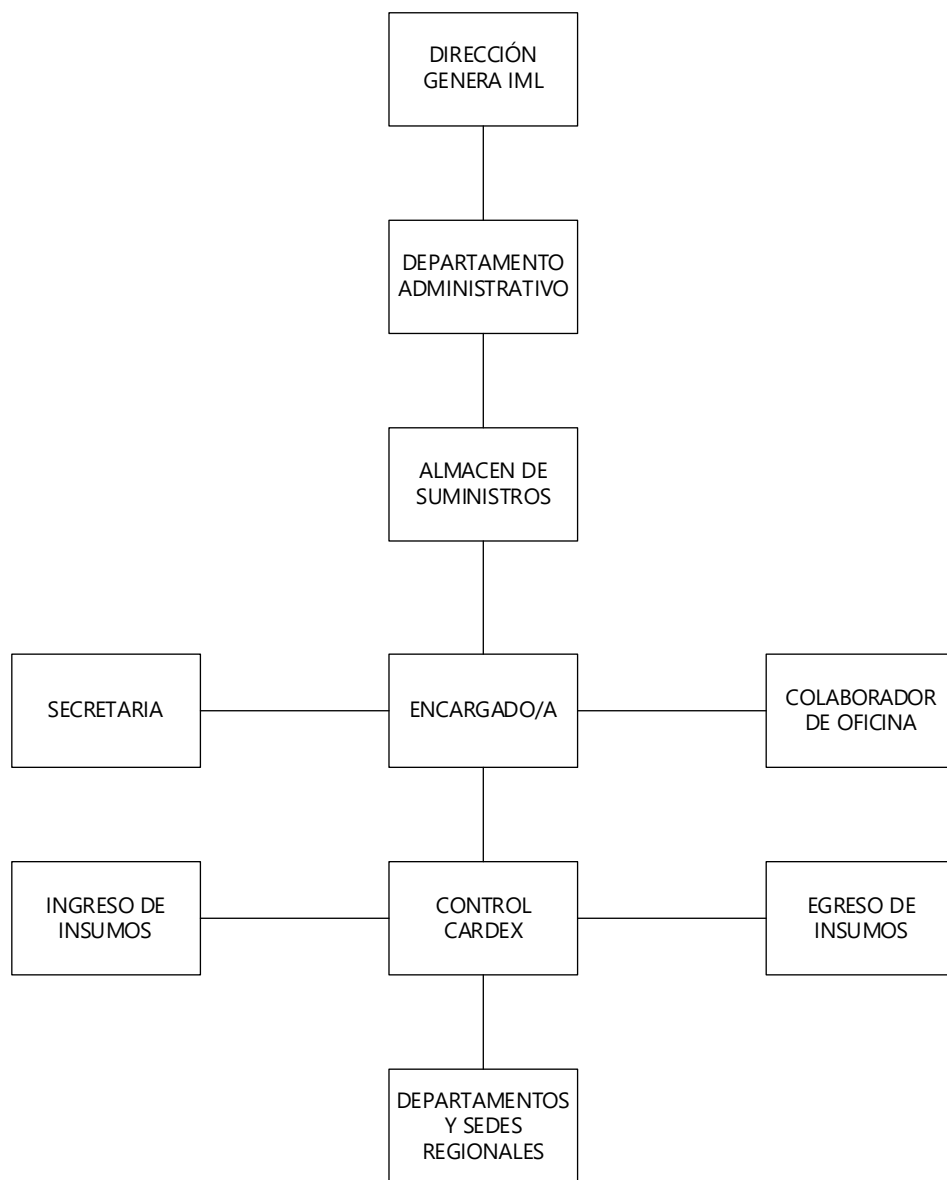 DIRECCIÓN
GENERA IML
DEPARTAMENTO
ADMINISTRATIVO
ALMACEN DE
SUMINISTROS
SECRETARIA
ENCARGADO/A
COLABORADOR
DE OFICINA
INGRESO DE
INSUMOS
CONTROL
CARDEX
EGRESO DE
INSUMOS
DEPARTAMENTOS
Y SEDES
REGIONALES